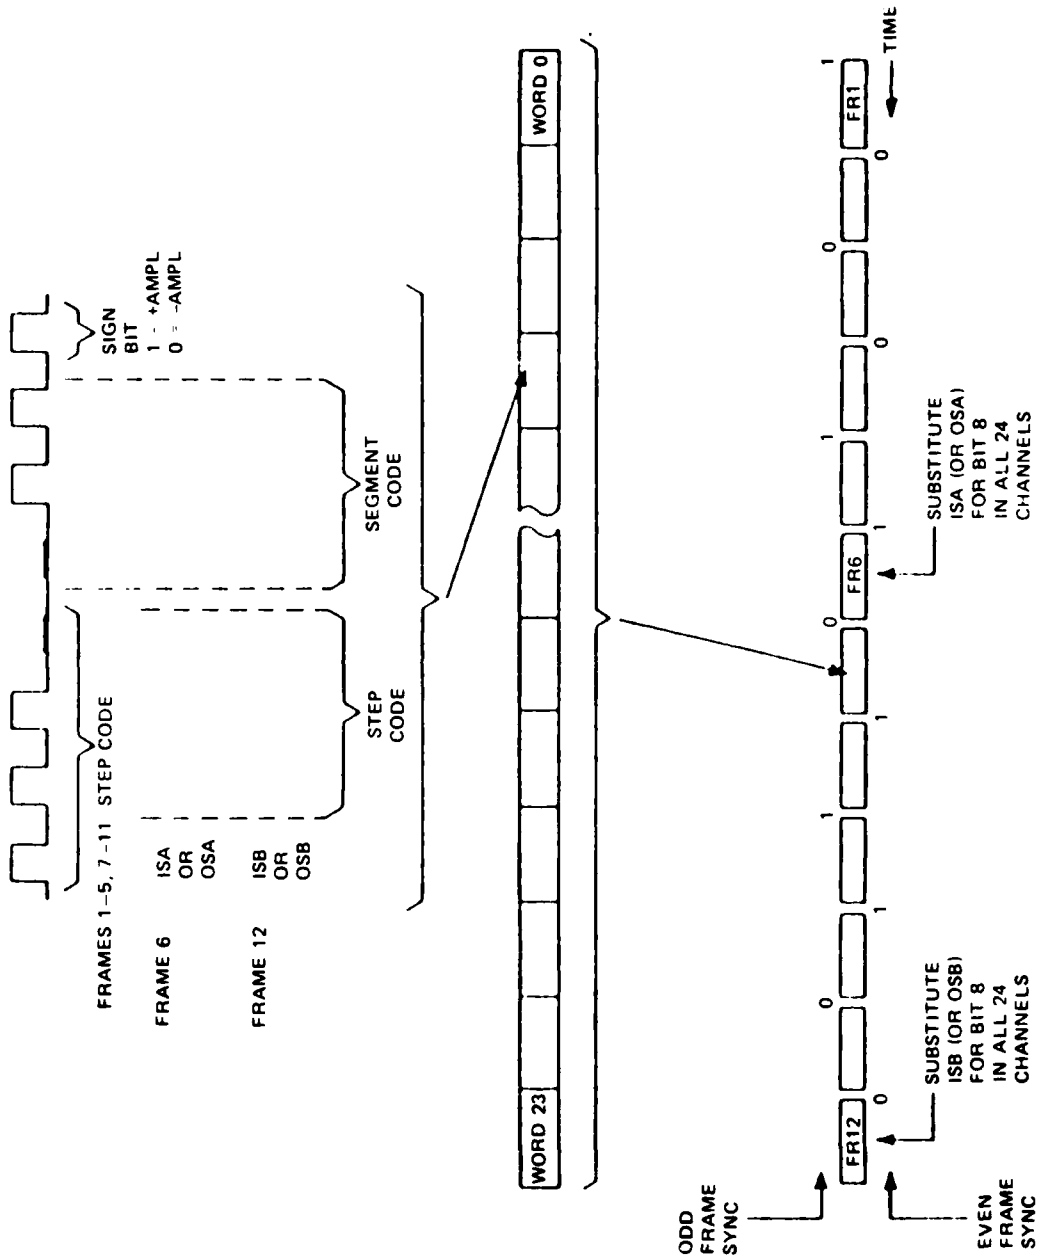 SIGN
BIT
1 - +AMPL
0 = -AMPL
SEGMENT
CODE
STEP
CODE
FRAMES 1-5, 7-11 STEP CODE
FRAME 6
ISA
OR
OSA
FRAME 12
ISB
OR
OSB
WORD 23
WORD 0
ODD
FRAME
SYNC
0 0 1 1 1 0 1 1 0 0 0 1
FR12
FR6
FR1
EVEN
FRAME
SYNC
SUBSTITUTE
ISB (OR OSB)
FOR BIT 8
IN ALL 24
CHANNELS
SUBSTITUTE
ISA (OR OSA)
FOR BIT 8
IN ALL 24
CHANNELS
TIME